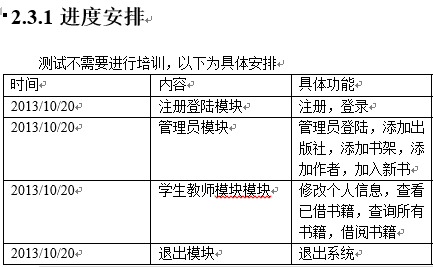 2.3.1 进度安排
测试不需要进行培训，以下为具体安排
时间 内容 具体功能
2013/10/20 注册登陆模块 注册，登录
2013/10/20 管理员模块 管理员登陆，添加出
版社，添加书架，添
加作者，加入新书
2013/10/20 学生教师模块模块 修改个人信息，查看
已借书籍，查询所有
书籍，借阅书籍
2013/10/20 退出模块 退出系统